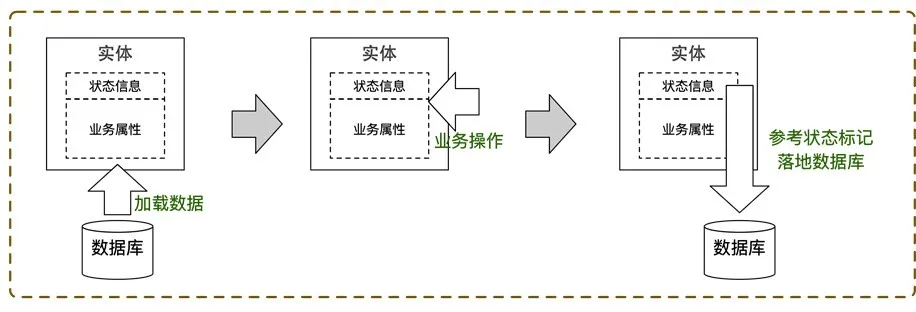 实体
状态信息
业务属性
加载数据
数据库
实体
状态信息
业务属性
业务操作
实体
状态信息
业务属性
参考状态标记
落地数据库
数据库